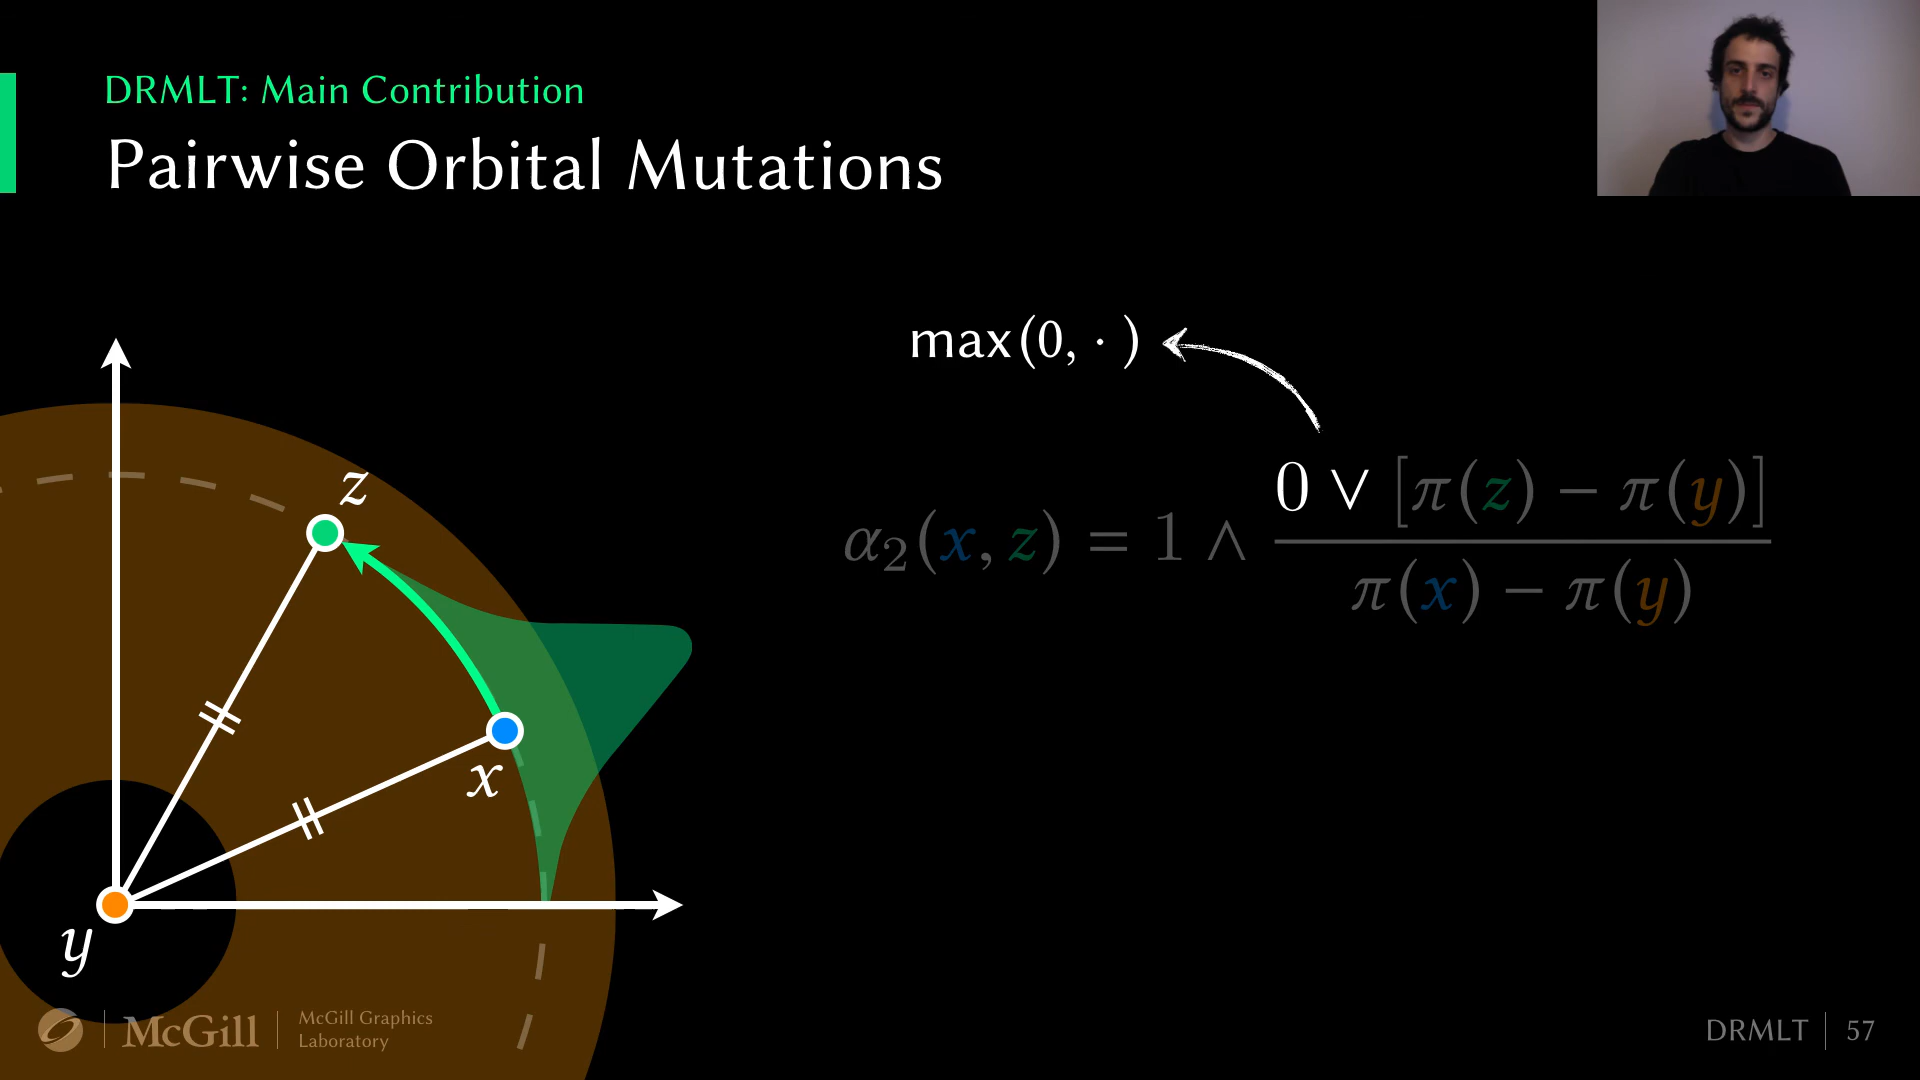 DRMLT: Main Contribution
Pairwise Orbital Mutations
max(0, · )
z
0 ∨ [π(z) − π(y)]
α₂(x, z) = 1 ∧
π(x) − π(y)
x
y
McGill
McGill Graphics
Laboratory
DRMLT | 57